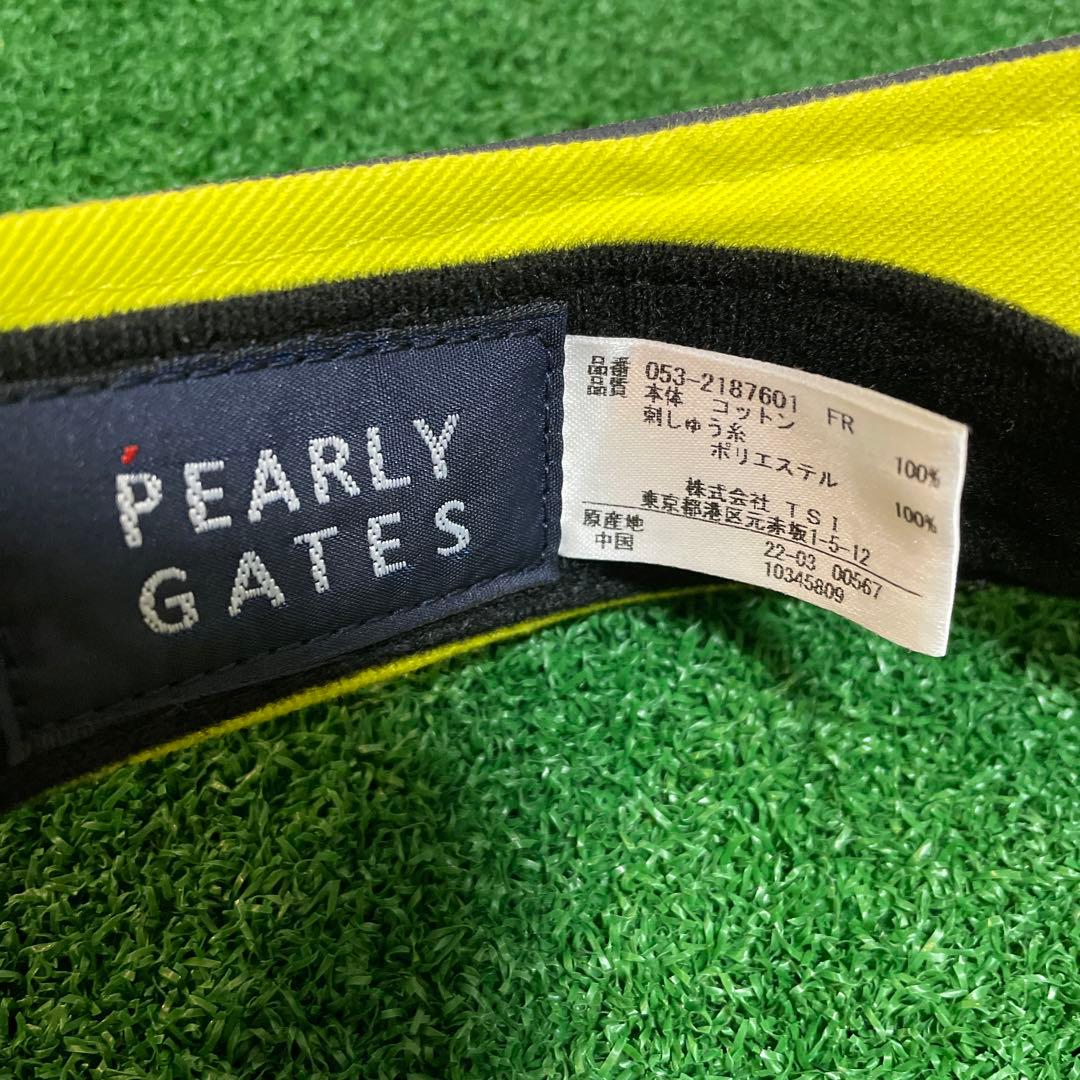 PEARLY
GATES
品番 053-2187601 FR
品質 本体 コットン 100%
刺しゅう糸
ポリエステル 100%
株式会社 TSI
東京都港区元赤坂1-5-12
原産地 22-03 00567
中国 10345809